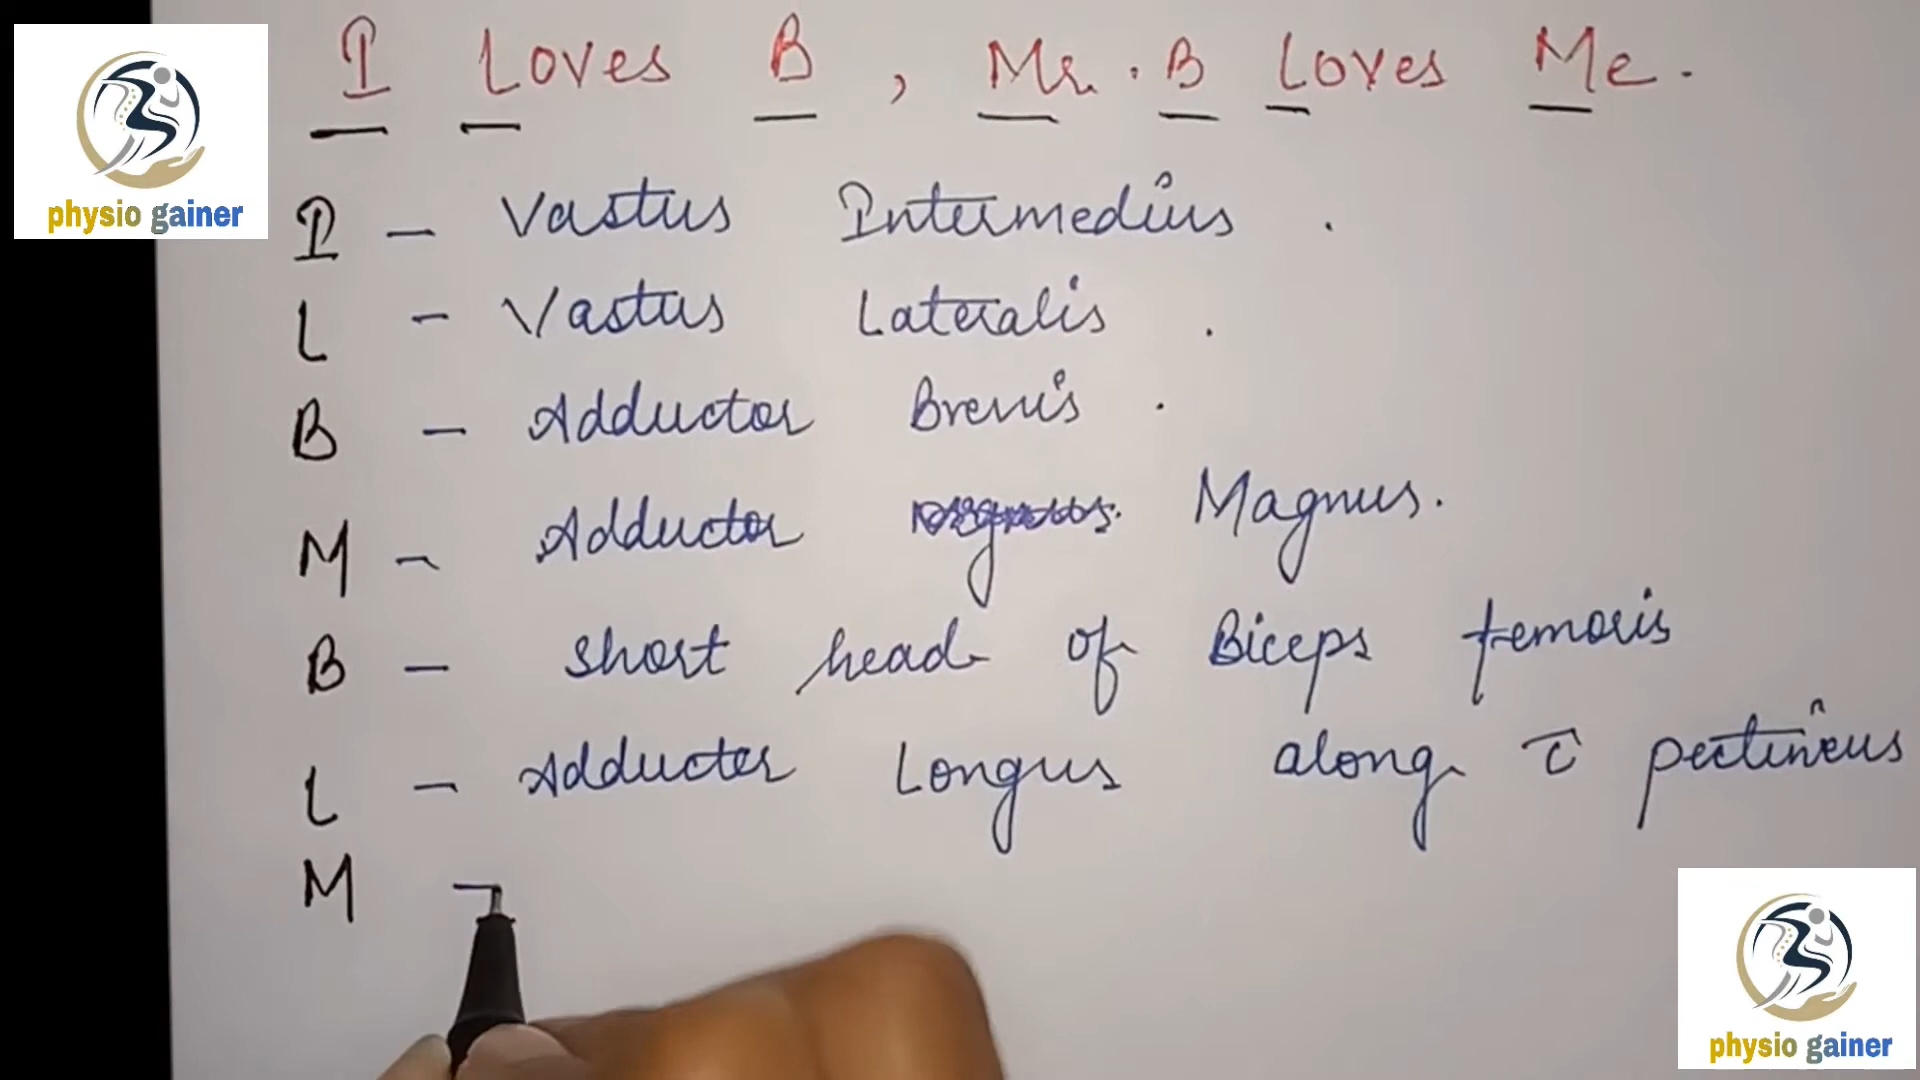 I Loves B, Mr. B Loves Me.
physio gainer
I - Vastus Intermedius.
L - Vastus Lateralis.
B - Adductor Brevis.
M - Adductor Magnus.
B - Short head of Biceps femoris
L - Adductor Longus along c̄ pectineus
M -
physio gainer